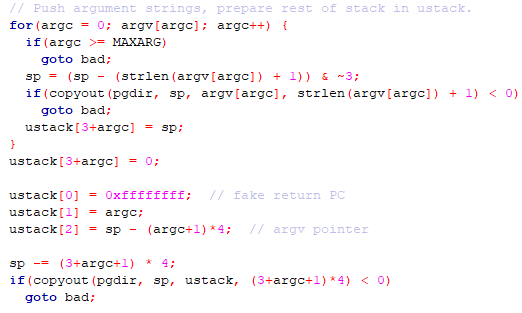 // Push argument strings, prepare rest of stack in ustack.
for(argc = 0; argv[argc]; argc++) {
  if(argc >= MAXARG)
    goto bad;
  sp = (sp - (strlen(argv[argc]) + 1)) & ~3;
  if(copyout(pgdir, sp, argv[argc], strlen(argv[argc]) + 1) < 0)
    goto bad;
  ustack[3+argc] = sp;
}
ustack[3+argc] = 0;

ustack[0] = 0xffffffff;  // fake return PC
ustack[1] = argc;
ustack[2] = sp - (argc+1)*4;  // argv pointer

sp -= (3+argc+1) * 4;
if(copyout(pgdir, sp, ustack, (3+argc+1)*4) < 0)
  goto bad;